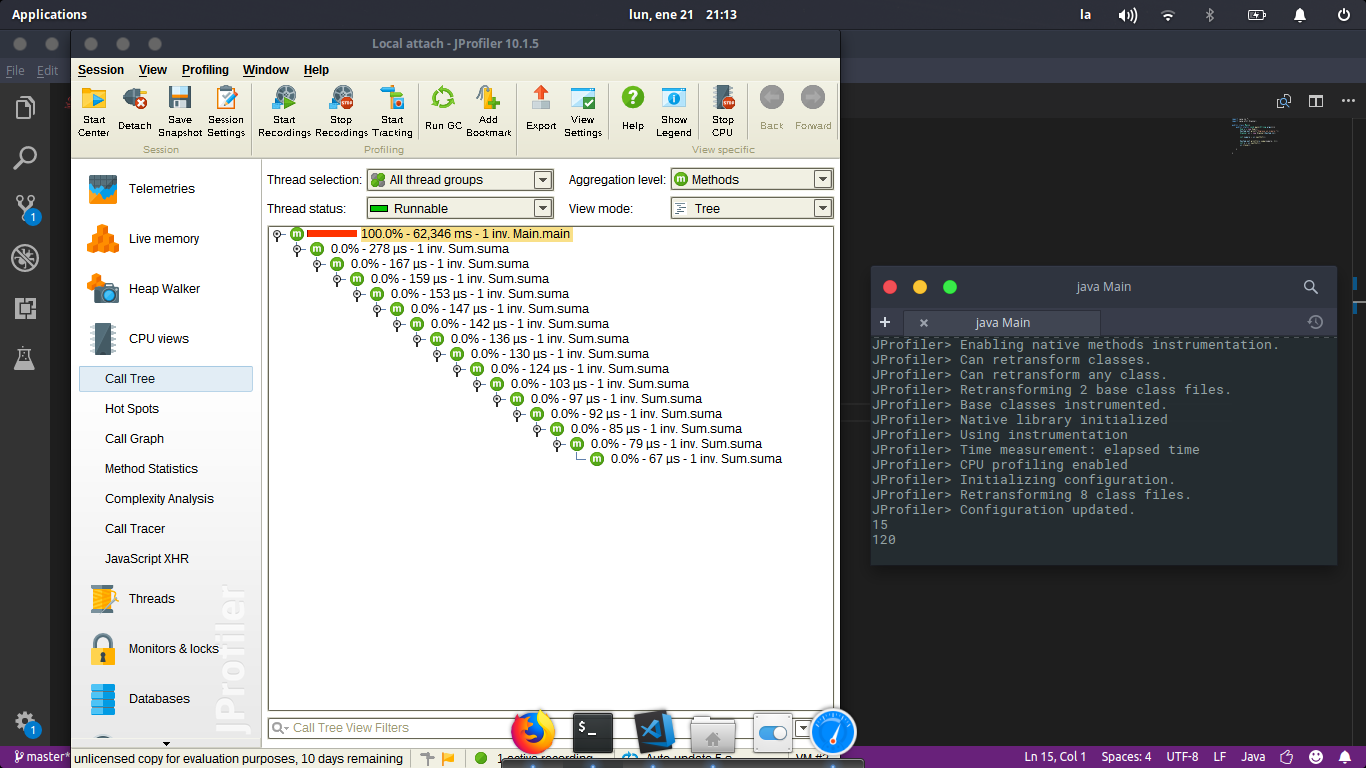 Applications
lun, ene 21 21:13
la
Local attach - JProfiler 10.1.5
File Edit
Session View Profiling Window Help
Start Center
Detach
Save Snapshot
Session Settings
Start Recordings
Stop Recordings
Start Tracking
Run GC
Add Bookmark
Export
View Settings
Help
Show Legend
Stop CPU
Back
Forward
Session
Profiling
View specific
Thread selection: All thread groups
Aggregation level: m Methods
Thread status: Runnable
View mode: Tree
Telemetries
Live memory
Heap Walker
CPU views
Call Tree
Hot Spots
Call Graph
Method Statistics
Complexity Analysis
Call Tracer
JavaScript XHR
Threads
Monitors & locks
Databases
JProfiler
m 100.0% - 62,346 ms - 1 inv. Main.main
m 0.0% - 278 µs - 1 inv. Sum.suma
m 0.0% - 167 µs - 1 inv. Sum.suma
m 0.0% - 159 µs - 1 inv. Sum.suma
m 0.0% - 153 µs - 1 inv. Sum.suma
m 0.0% - 147 µs - 1 inv. Sum.suma
m 0.0% - 142 µs - 1 inv. Sum.suma
m 0.0% - 136 µs - 1 inv. Sum.suma
m 0.0% - 130 µs - 1 inv. Sum.suma
m 0.0% - 124 µs - 1 inv. Sum.suma
m 0.0% - 103 µs - 1 inv. Sum.suma
m 0.0% - 97 µs - 1 inv. Sum.suma
m 0.0% - 92 µs - 1 inv. Sum.suma
m 0.0% - 85 µs - 1 inv. Sum.suma
m 0.0% - 79 µs - 1 inv. Sum.suma
m 0.0% - 67 µs - 1 inv. Sum.suma
Call Tree View Filters
java Main
java Main
JProfiler> Enabling native methods instrumentation.
JProfiler> Can retransform classes.
JProfiler> Can retransform any class.
JProfiler> Retransforming 2 base class files.
JProfiler> Base classes instrumented.
JProfiler> Native library initialized
JProfiler> Using instrumentation
JProfiler> Time measurement: elapsed time
JProfiler> CPU profiling enabled
JProfiler> Initializing configuration.
JProfiler> Retransforming 8 class files.
JProfiler> Configuration updated.
15
120
1
1
master*
unlicensed copy for evaluation purposes, 10 days remaining
1 active recording
Auto-update 5 s
VM #2
Ln 15, Col 1 Spaces: 4 UTF-8 LF Java